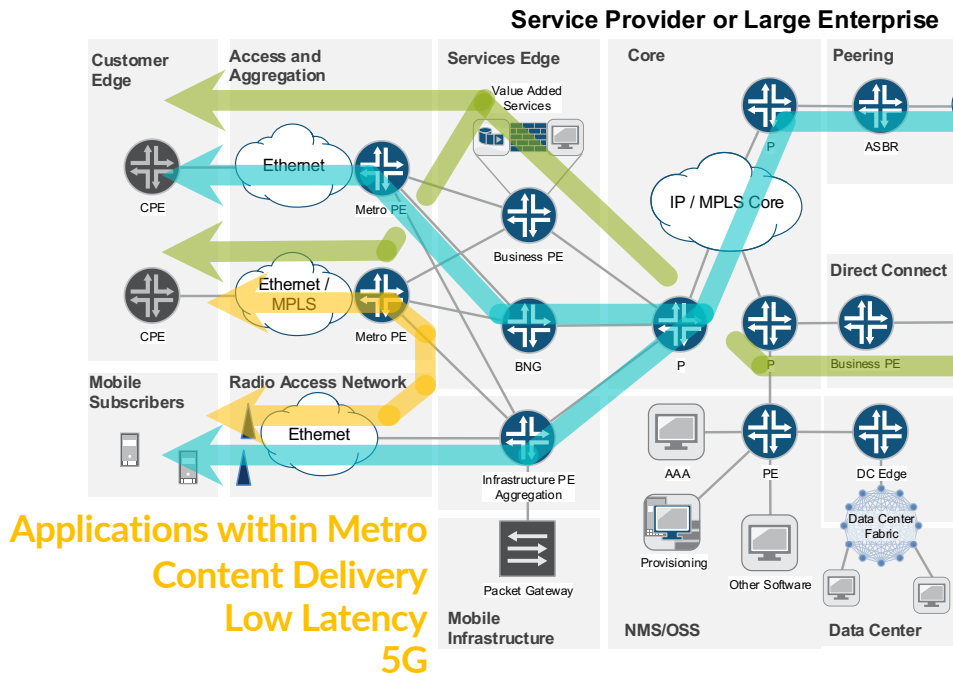 Service Provider or Large Enterprise
Customer
Edge
Access and
Aggregation
Services Edge
Core
Peering
Value Added
Services
Ethernet
CPE
Metro PE
Business PE
P
ASBR
IP / MPLS Core
Ethernet /
MPLS
CPE
Metro PE
BNG
P
Direct Connect
P
Business PE
Mobile
Subscribers
Radio Access Network
Ethernet
Infrastructure PE
Aggregation
AAA
PE
DC Edge
Provisioning
Other Software
Data Center
Fabric
Packet Gateway
Mobile
Infrastructure
NMS/OSS
Data Center
Applications within Metro
Content Delivery
Low Latency
5G